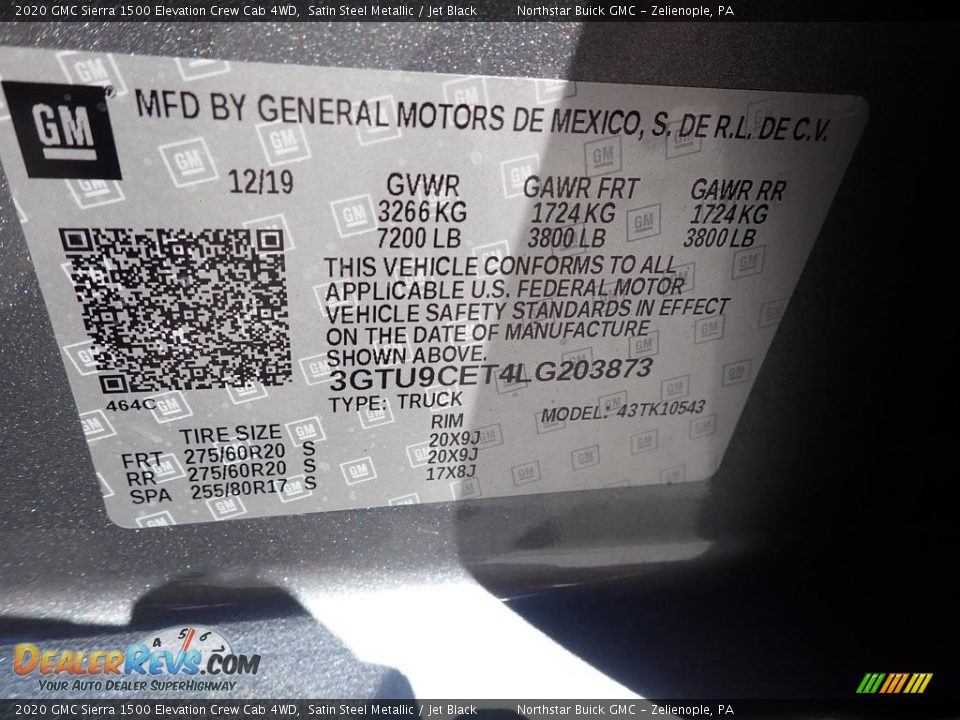 2020 GMC Sierra 1500 Elevation Crew Cab 4WD, Satin Steel Metallic / Jet Black Northstar Buick GMC - Zelienople, PA
GM
MFD BY GENERAL MOTORS DE MEXICO, S. DE R.L. DE C.V.
12/19 GVWR GAWR FRT GAWR RR
3266 KG 1724 KG 1724 KG
7200 LB 3800 LB 3800 LB
THIS VEHICLE CONFORMS TO ALL
APPLICABLE U.S. FEDERAL MOTOR
VEHICLE SAFETY STANDARDS IN EFFECT
ON THE DATE OF MANUFACTURE
SHOWN ABOVE.
3GTU9CET4LG203873
464C TYPE: TRUCK MODEL: 43TK10543
TIRE SIZE RIM
FRT 275/60R20 S 20X9J
RR 275/60R20 S 20X9J
SPA 255/80R17 S 17X8J
4 5 6
DealerRevs.com
Your Auto Dealer SuperHighway
2020 GMC Sierra 1500 Elevation Crew Cab 4WD, Satin Steel Metallic / Jet Black Northstar Buick GMC - Zelienople, PA